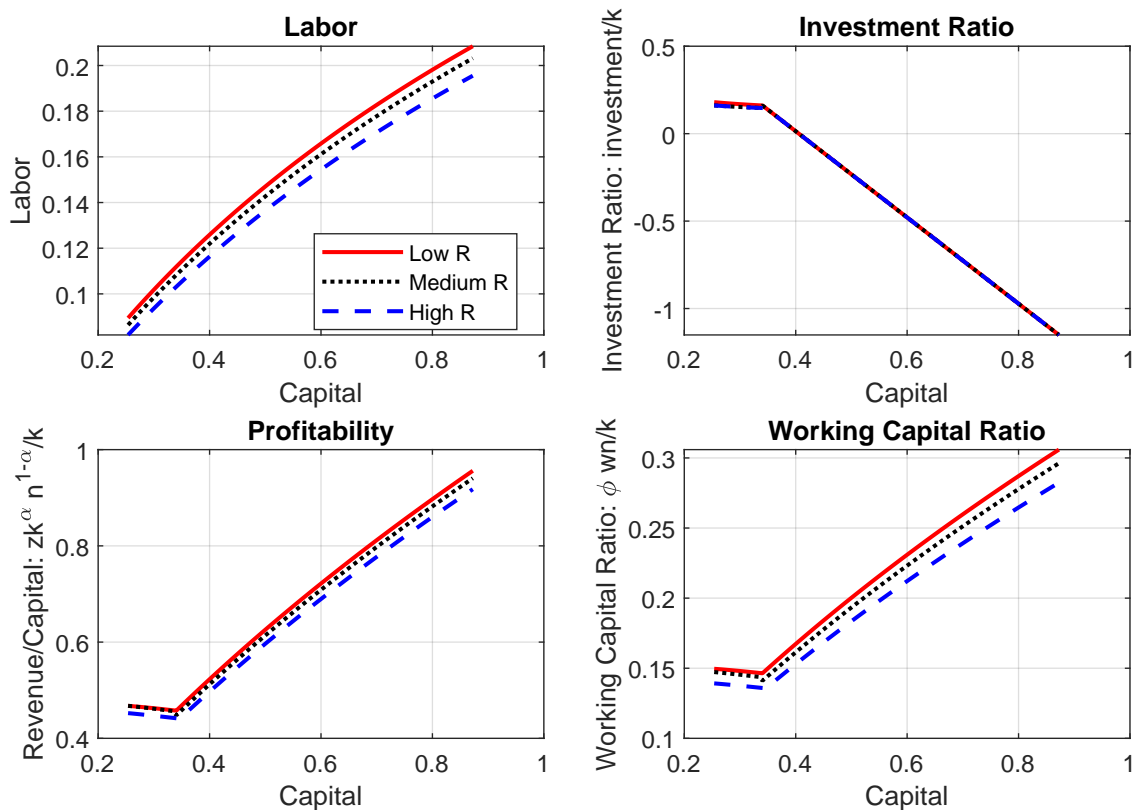 Labor
Labor
0.2
0.18
0.16
0.14
0.12
0.1
0.2
0.4
0.6
0.8
1
Capital
Low R
Medium R
High R
Investment Ratio
Investment Ratio: investment/k
0.5
0
-0.5
-1
0.2
0.4
0.6
0.8
1
Capital
Profitability
Revenue/Capital: zk^α n^1-α/k
1
0.8
0.6
0.4
0.2
0.4
0.6
0.8
1
Capital
Working Capital Ratio
Working Capital Ratio: ϕ wn/k
0.3
0.25
0.2
0.15
0.1
0.2
0.4
0.6
0.8
1
Capital